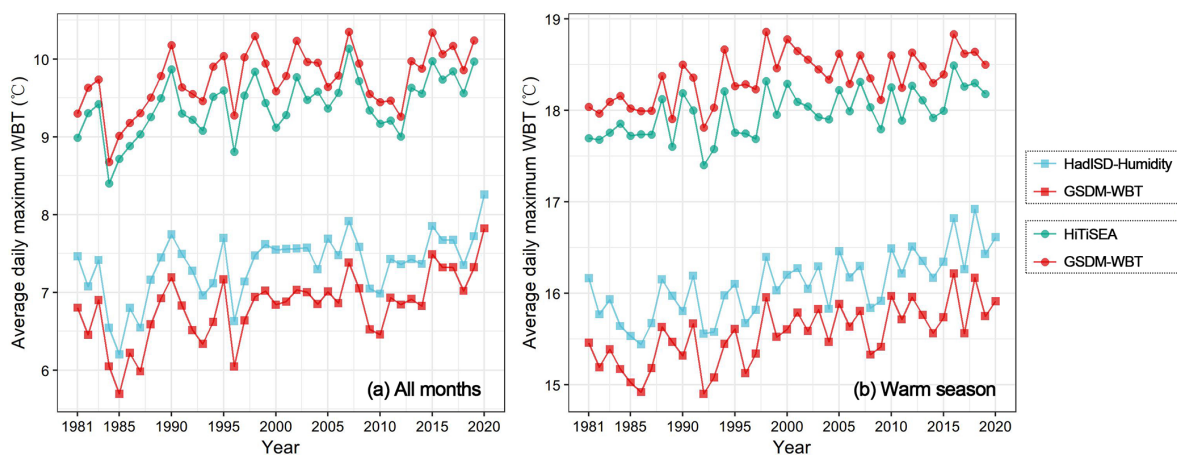 Average daily maximum WBT (℃)
10
9
8
7
6
(a) All months
1981
1985
1990
1995
2000
2005
2010
2015
2020
Year
Average daily maximum WBT (℃)
19
18
17
16
15
(b) Warm season
1981
1985
1990
1995
2000
2005
2010
2015
2020
Year
HadISD-Humidity
GSDM-WBT
HiTiSEA
GSDM-WBT